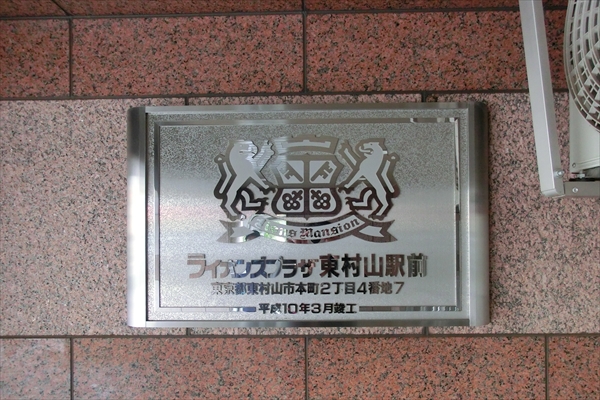 Lions Mansion
ライオンズプラザ東村山駅前
東京都東村山市本町2丁目4番地7
平成10年3月竣工